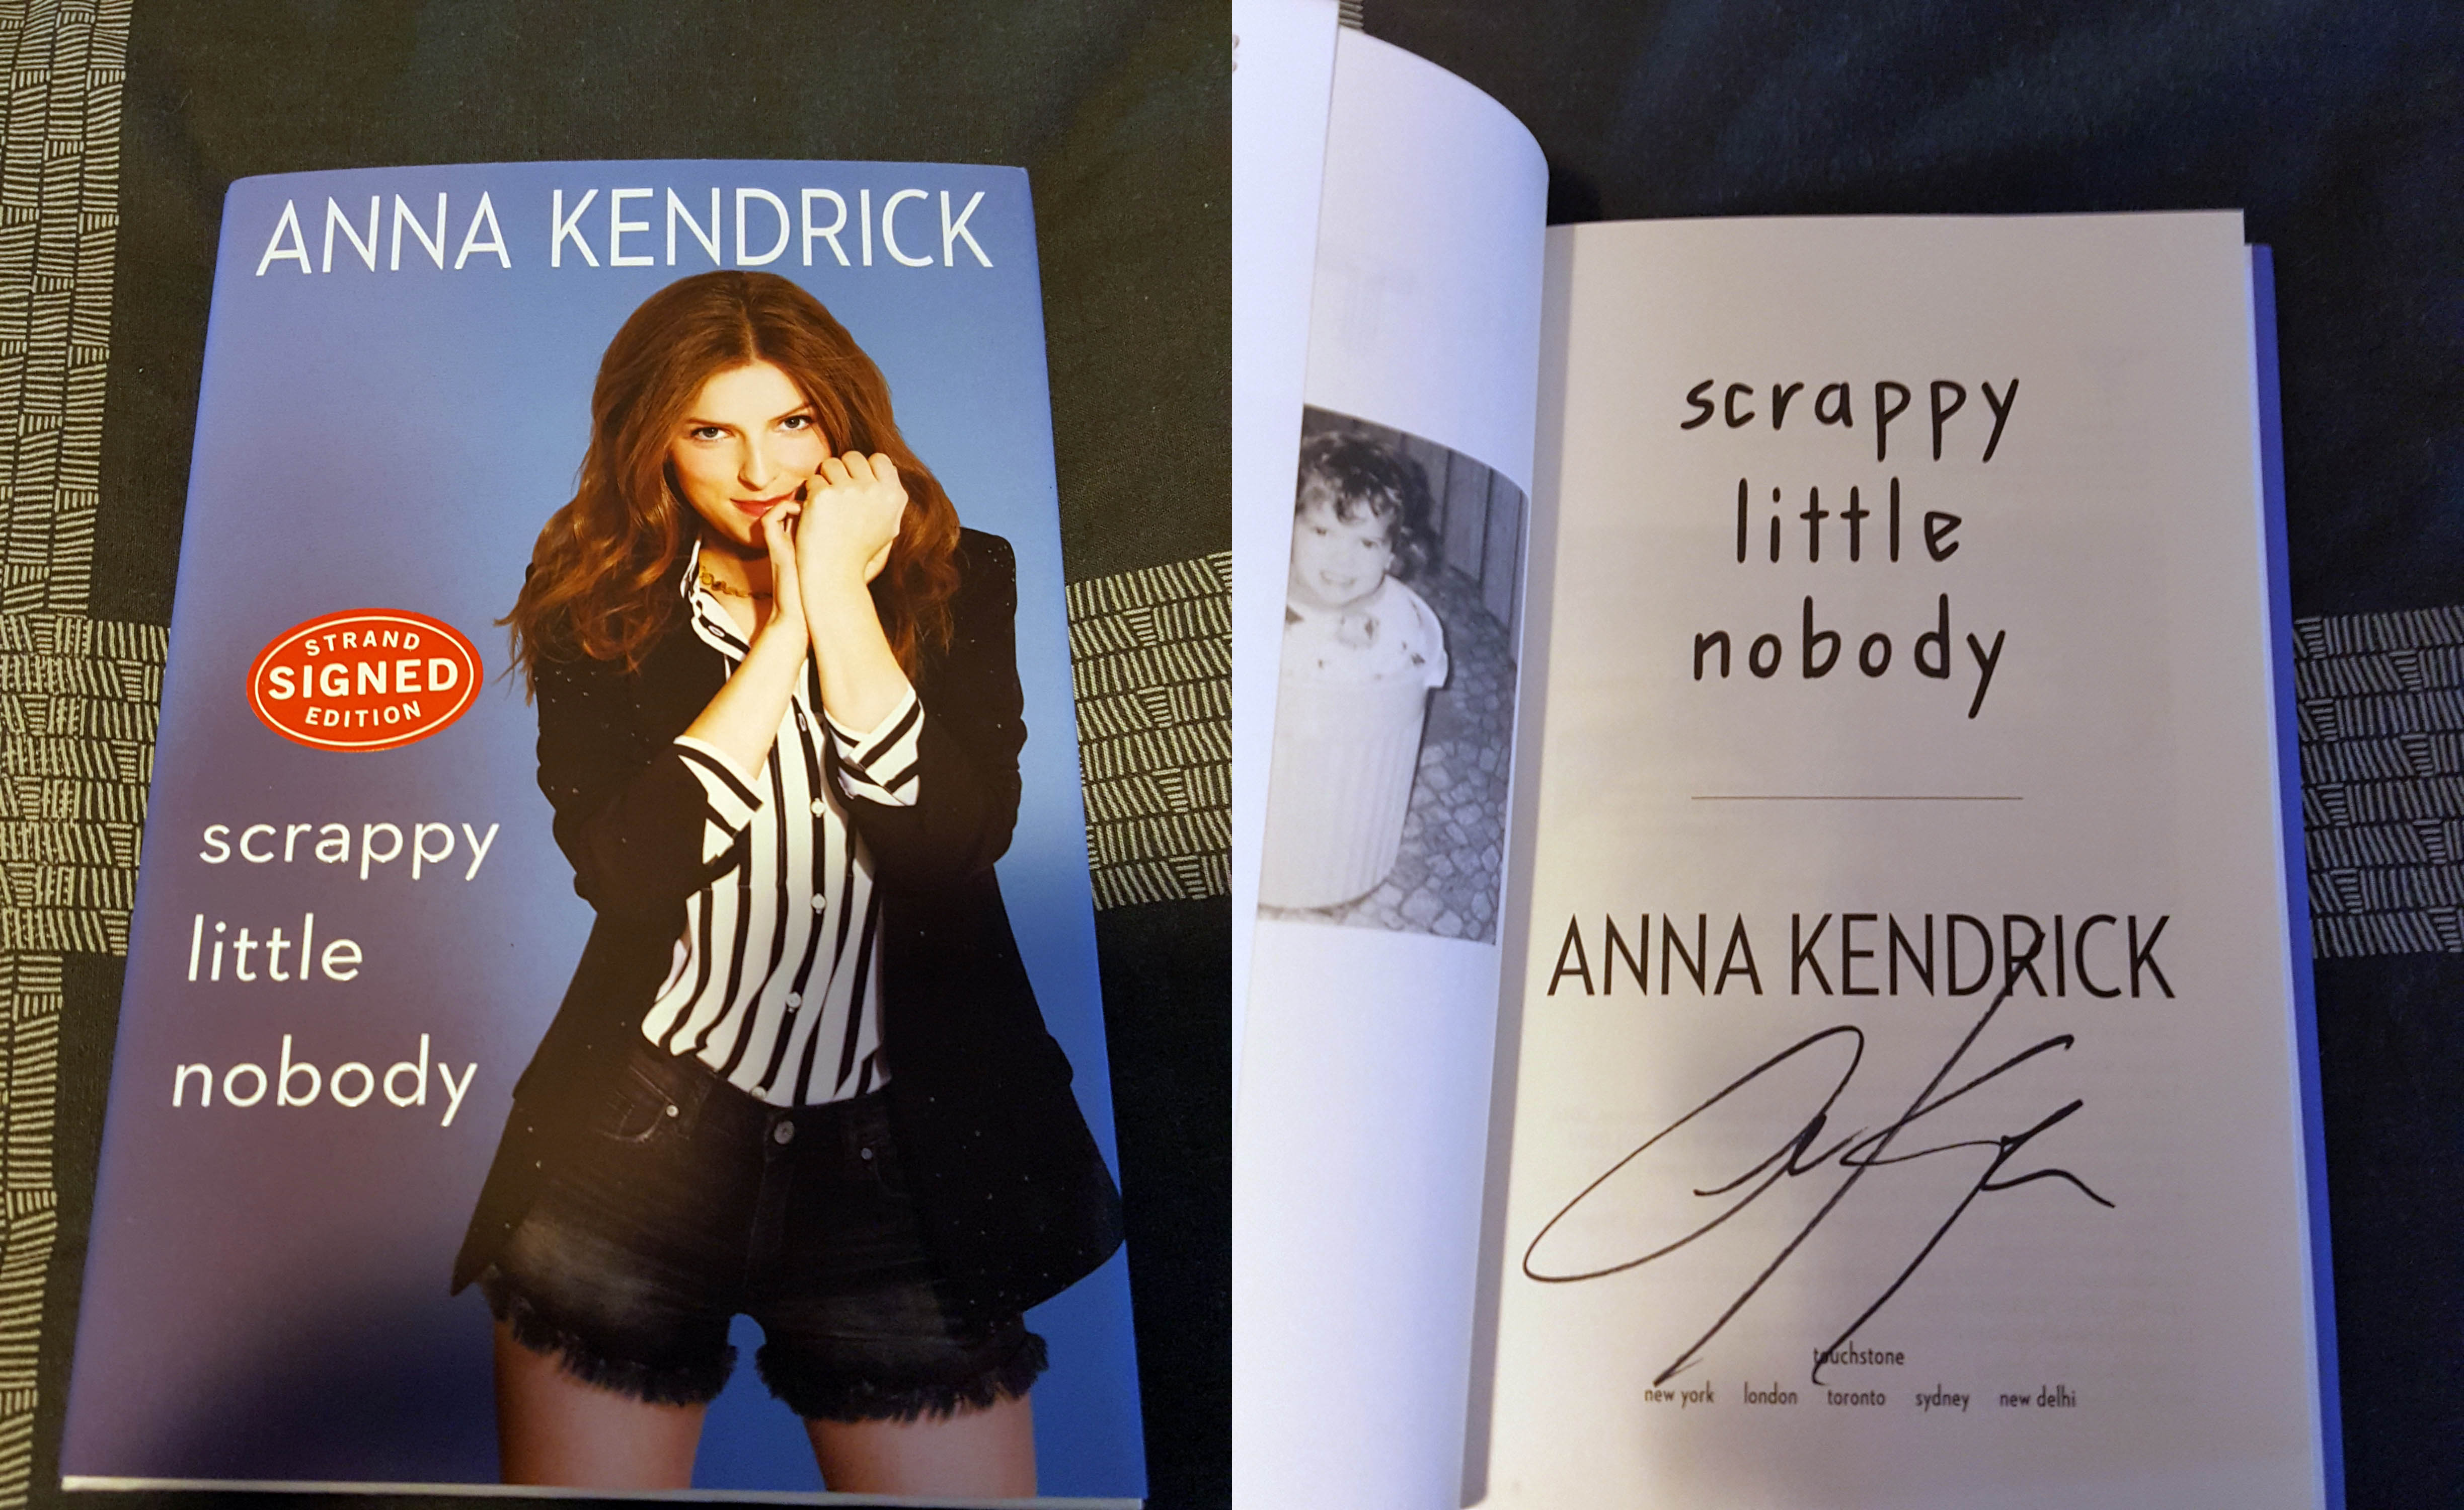 ANNA KENDRICK
STRAND
SIGNED
EDITION
scrappy
little
nobody
scrappy
little
nobody
ANNA KENDRICK
touchstone
new york london toronto sydney new delhi